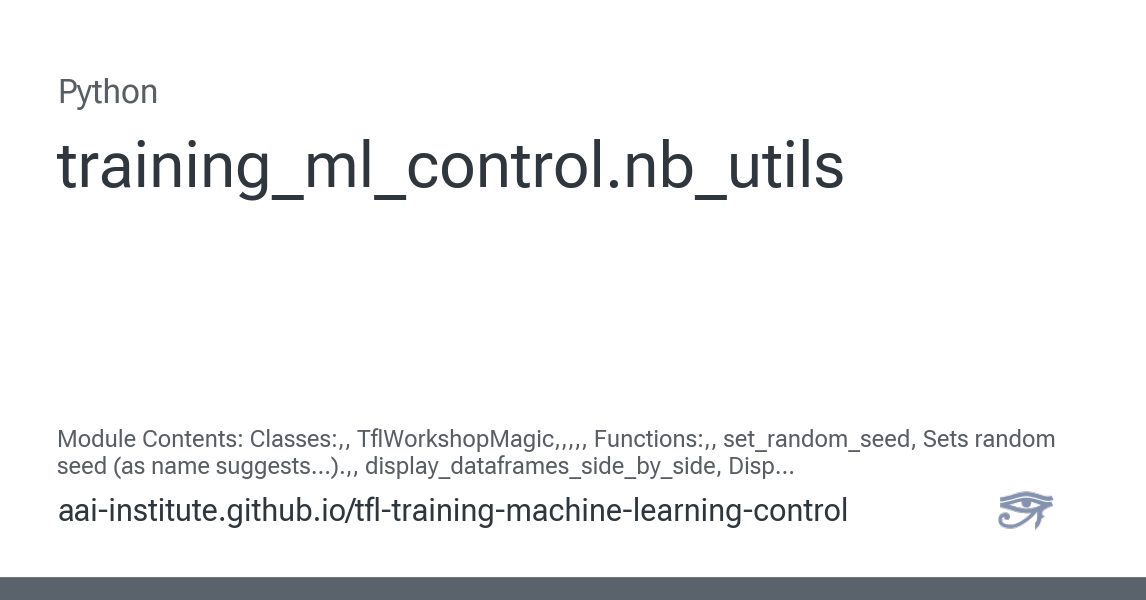 Python
training_ml_control.nb_utils
Module Contents: Classes:,, TflWorkshopMagic,,,,, Functions:,, set_random_seed, Sets random
seed (as name suggests...).,, display_dataframes_side_by_side, Disp...
aai-institute.github.io/tfl-training-machine-learning-control